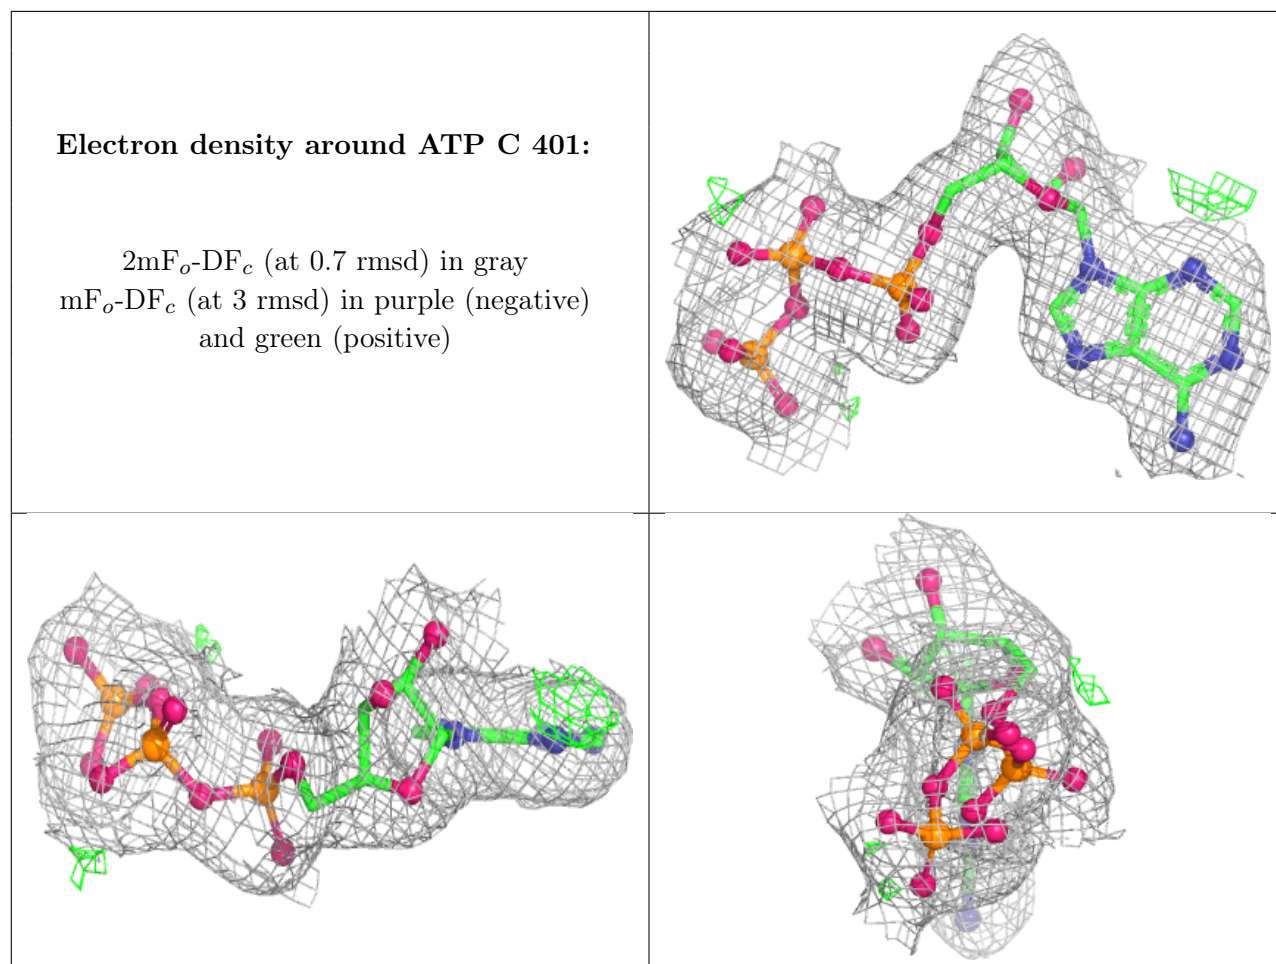 Electron density around ATP C 401:
2mFo-DFc (at 0.7 rmsd) in gray
mFo-DFc (at 3 rmsd) in purple (negative)
and green (positive)